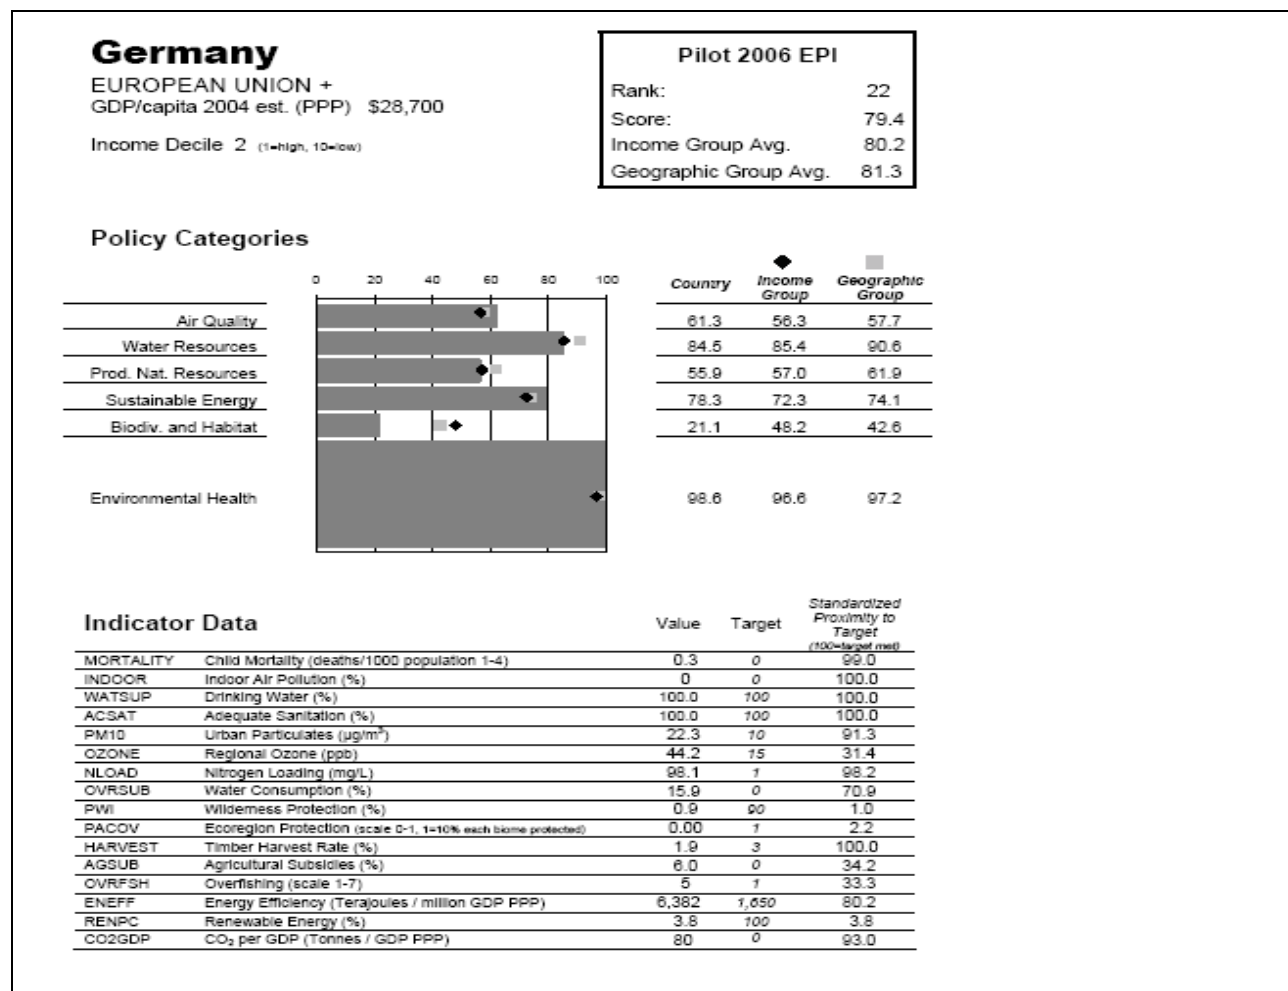 Germany
EUROPEAN UNION +
GDP/capita 2004 est. (PPP) $28,700
Income Decile 2 (1=high, 10=low)
Pilot 2006 EPI
Rank: 22
Score: 79.4
Income Group Avg. 80.2
Geographic Group Avg. 81.3
Policy Categories
0 20 40 60 80 100
Country Income Group Geographic Group
Air Quality 61.3 56.3 57.7
Water Resources 84.5 85.4 90.6
Prod. Nat. Resources 55.9 57.0 61.9
Sustainable Energy 78.3 72.3 74.1
Biodiv. and Habitat 21.1 48.2 42.6
Environmental Health 98.6 96.6 97.2
Indicator Data Value Target Standardized Proximity to Target (100=target met)
MORTALITY Child Mortality (deaths/1000 population 1-4) 0.3 0 99.0
INDOOR Indoor Air Pollution (%) 0 0 100.0
WATSUP Drinking Water (%) 100.0 100 100.0
ACSAT Adequate Sanitation (%) 100.0 100 100.0
PM10 Urban Particulates (µg/m³) 22.3 10 91.3
OZONE Regional Ozone (ppb) 44.2 15 31.4
NLOAD Nitrogen Loading (mg/L) 98.1 1 98.2
OVRSUB Water Consumption (%) 15.9 0 70.9
PWI Wilderness Protection (%) 0.9 90 1.0
PACOV Ecoregion Protection (scale 0-1, 1=10% each biome protected) 0.00 1 2.2
HARVEST Timber Harvest Rate (%) 1.9 3 100.0
AGSUB Agricultural Subsidies (%) 6.0 0 34.2
OVRFSH Overfishing (scale 1-7) 5 1 33.3
ENEFF Energy Efficiency (Terajoules / million GDP PPP) 6,382 1,650 80.2
RENPC Renewable Energy (%) 3.8 100 3.8
CO2GDP CO₂ per GDP (Tonnes / GDP PPP) 80 0 93.0